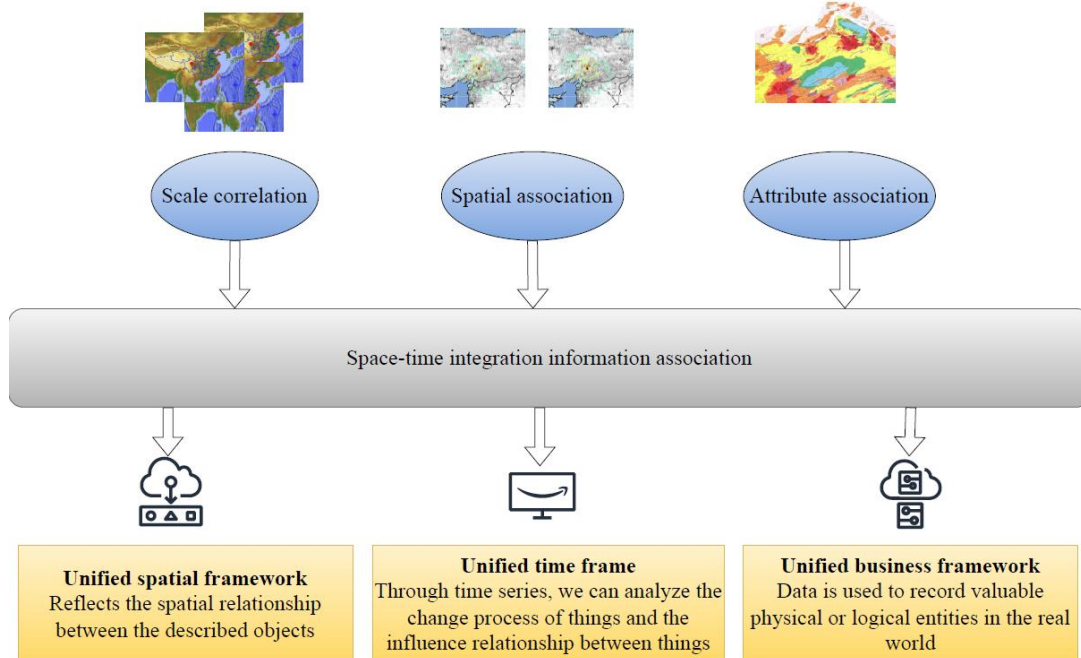 Scale correlation
Spatial association
Attribute association
Space-time integration information association
Unified spatial framework
Reflects the spatial relationship
between the described objects
Unified time frame
Through time series, we can analyze the
change process of things and the
influence relationship between things
Unified business framework
Data is used to record valuable
physical or logical entities in the real
world